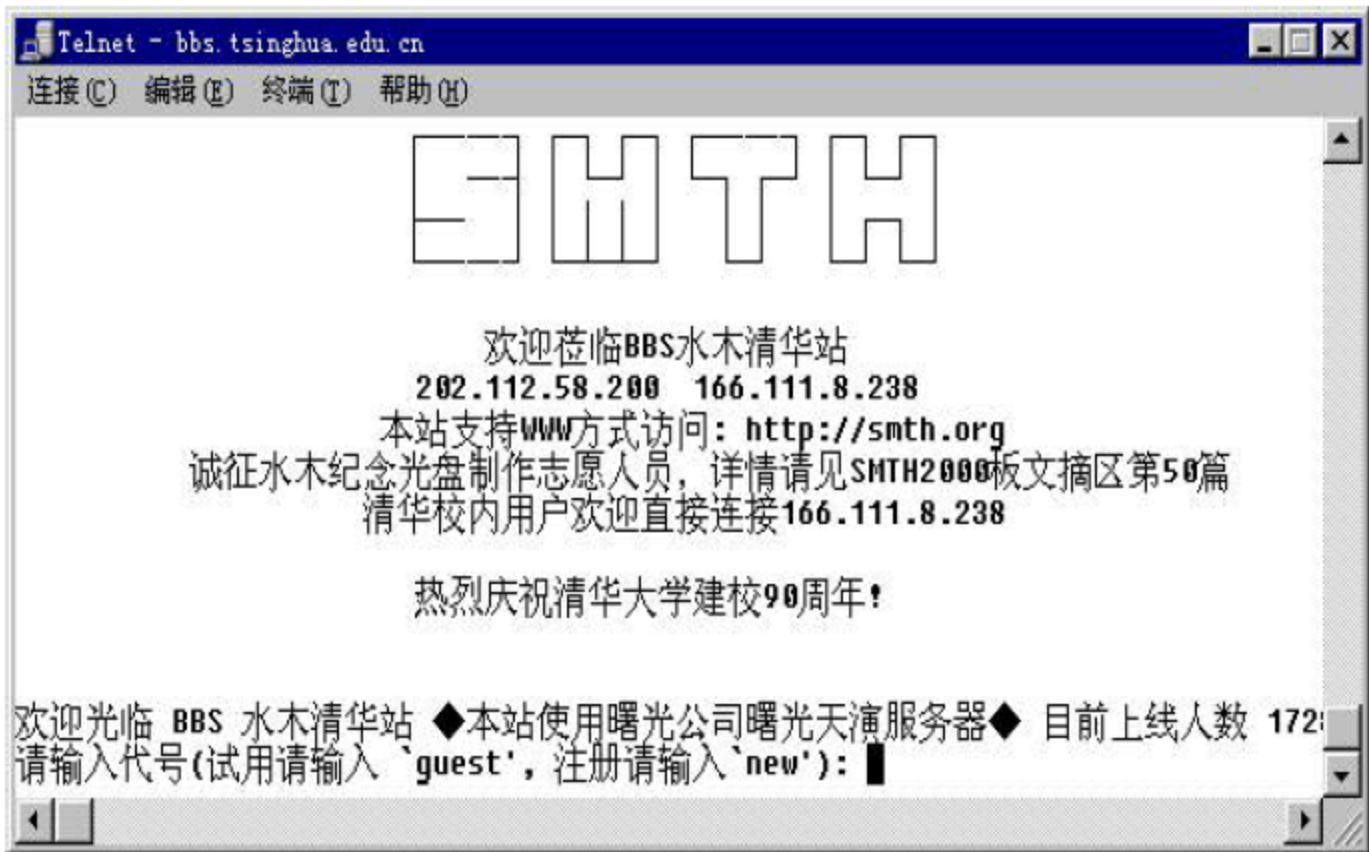 Telnet - bbs.tsinghua.edu.cn
连接(C) 编辑(E) 终端(T) 帮助(H)
SMTH
欢迎莅临BBS水木清华站
202.112.58.200 166.111.8.238
本站支持WWW方式访问: http://smth.org
诚征水木纪念光盘制作志愿人员, 详情请见SMTH2000板文摘区第50篇
清华校内用户欢迎直接连接166.111.8.238
热烈庆祝清华大学建校90周年!
欢迎光临 BBS 水木清华站 ◆本站使用曙光公司曙光天演服务器◆ 目前上线人数 172
请输入代号(试用请输入 `guest', 注册请输入`new'):